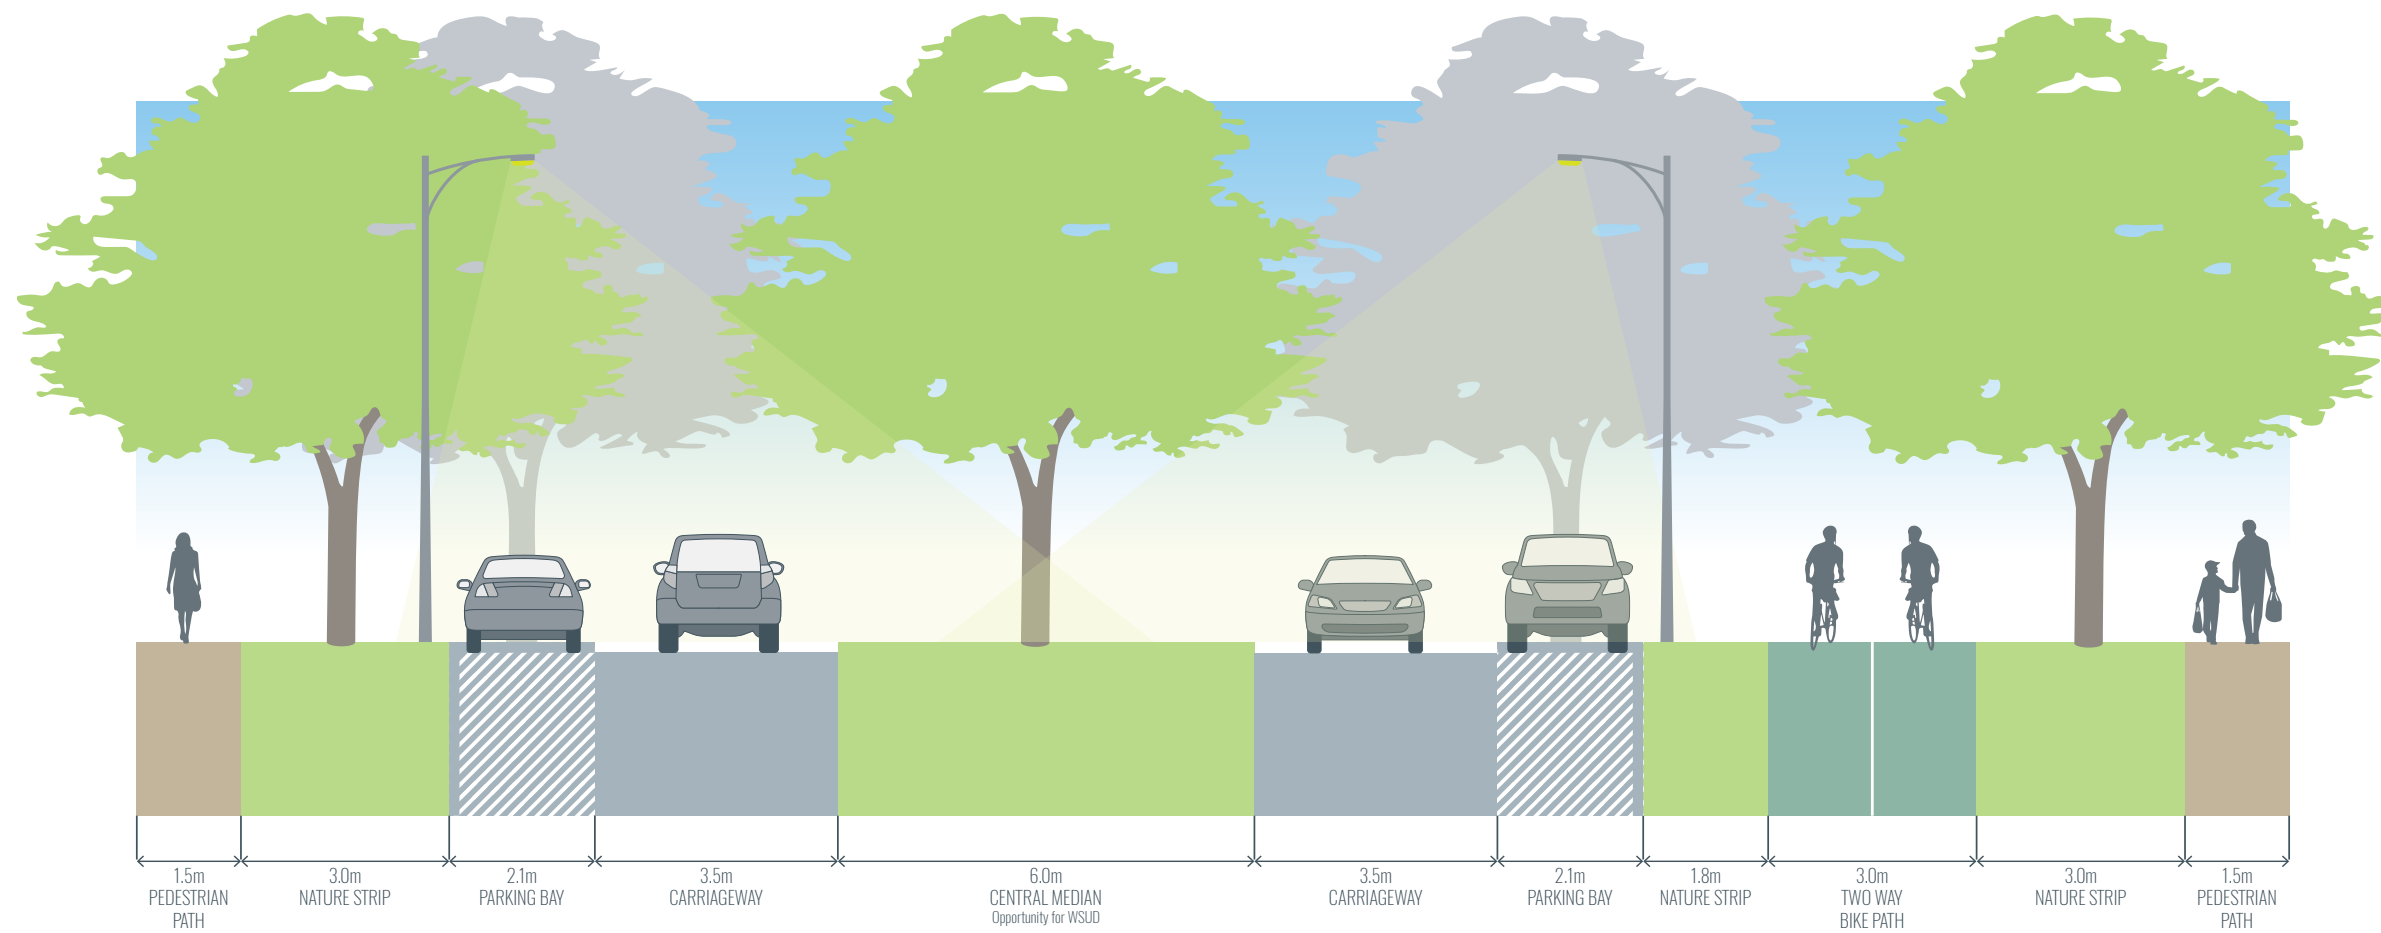 1.5m
PEDESTRIAN
PATH
3.0m
NATURE STRIP
2.1m
PARKING BAY
3.5m
CARRIAGEWAY
6.0m
CENTRAL MEDIAN
Opportunity for WSUD
3.5m
CARRIAGEWAY
2.1m
PARKING BAY
1.8m
NATURE STRIP
3.0m
TWO WAY
BIKE PATH
3.0m
NATURE STRIP
1.5m
PEDESTRIAN
PATH